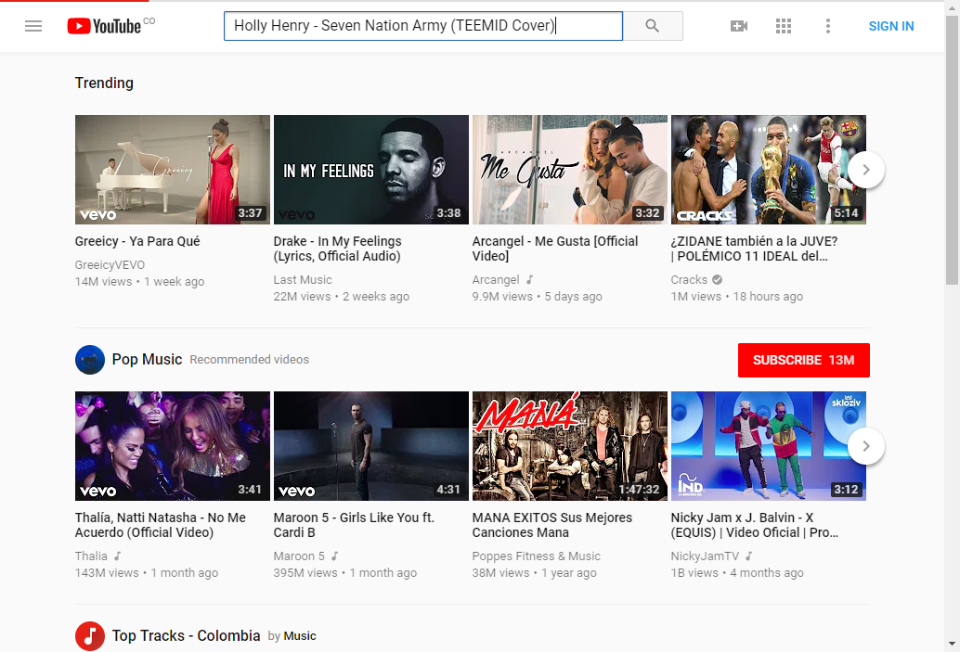 YouTube CO
Holly Henry - Seven Nation Army (TEEMID Cover)
SIGN IN
Trending
Greeicy
vevo
3:37
IN MY FEELINGS
vevo
3:38
ARCANGEL
Me Gusta
3:32
CRACKS
5:14
Greeicy - Ya Para Qué
GreeicyVEVO
14M views • 1 week ago
Drake - In My Feelings
(Lyrics, Official Audio)
Last Music
22M views • 2 weeks ago
Arcangel - Me Gusta [Official
Video]
Arcangel
9.9M views • 5 days ago
¿ZIDANE también a la JUVE?
| POLÉMICO 11 IDEAL del...
Cracks
1M views • 18 hours ago
Pop Music Recommended videos
SUBSCRIBE 13M
vevo
3:41
vevo
4:31
MANÁ
1:47:32
skloziv
IND
3:12
Thalía, Natti Natasha - No Me
Acuerdo (Official Video)
Thalia
143M views • 1 month ago
Maroon 5 - Girls Like You ft.
Cardi B
Maroon 5
395M views • 1 month ago
MANA EXITOS Sus Mejores
Canciones Mana
Poppes Fitness & Music
38M views • 1 year ago
Nicky Jam x J. Balvin - X
(EQUIS) | Video Oficial | Pro...
NickyJamTV
1B views • 4 months ago
Top Tracks - Colombia by Music